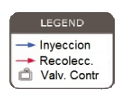 LEGEND
Inyeccion
Recolecc.
Valv. Contr